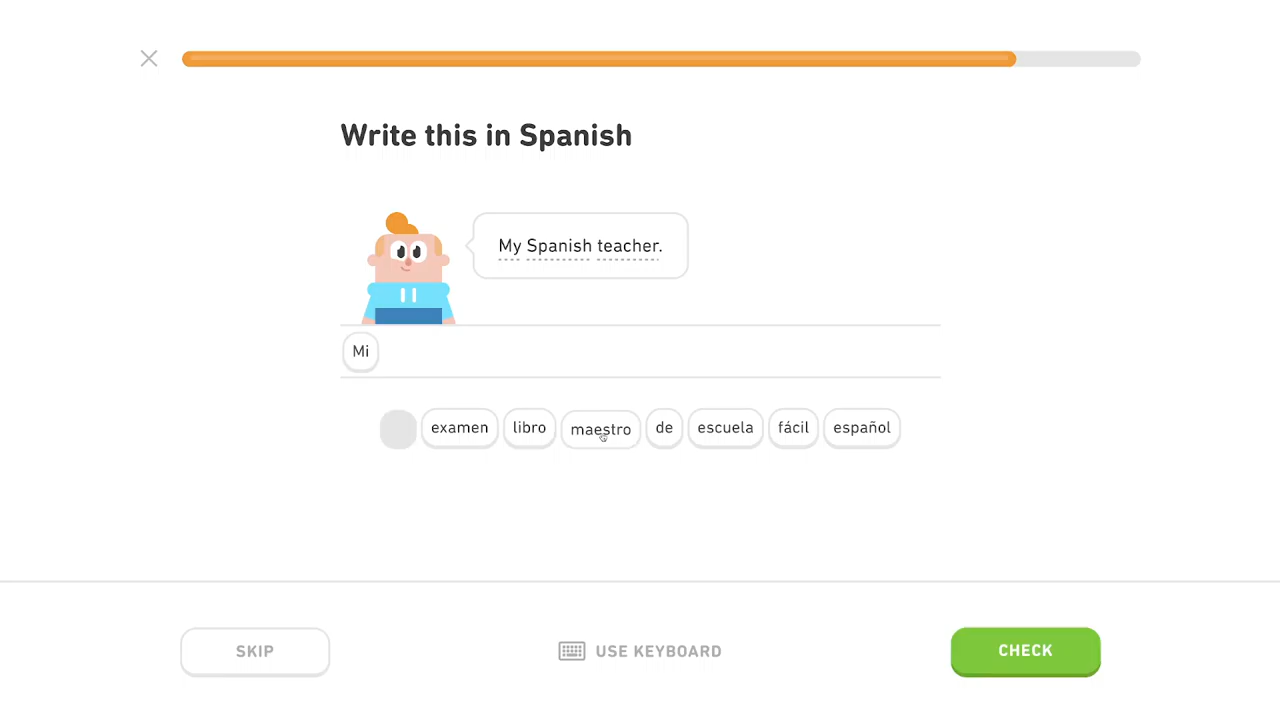 Write this in Spanish
My Spanish teacher.
Mi
examen libro maestro de escuela fácil español
SKIP USE KEYBOARD CHECK